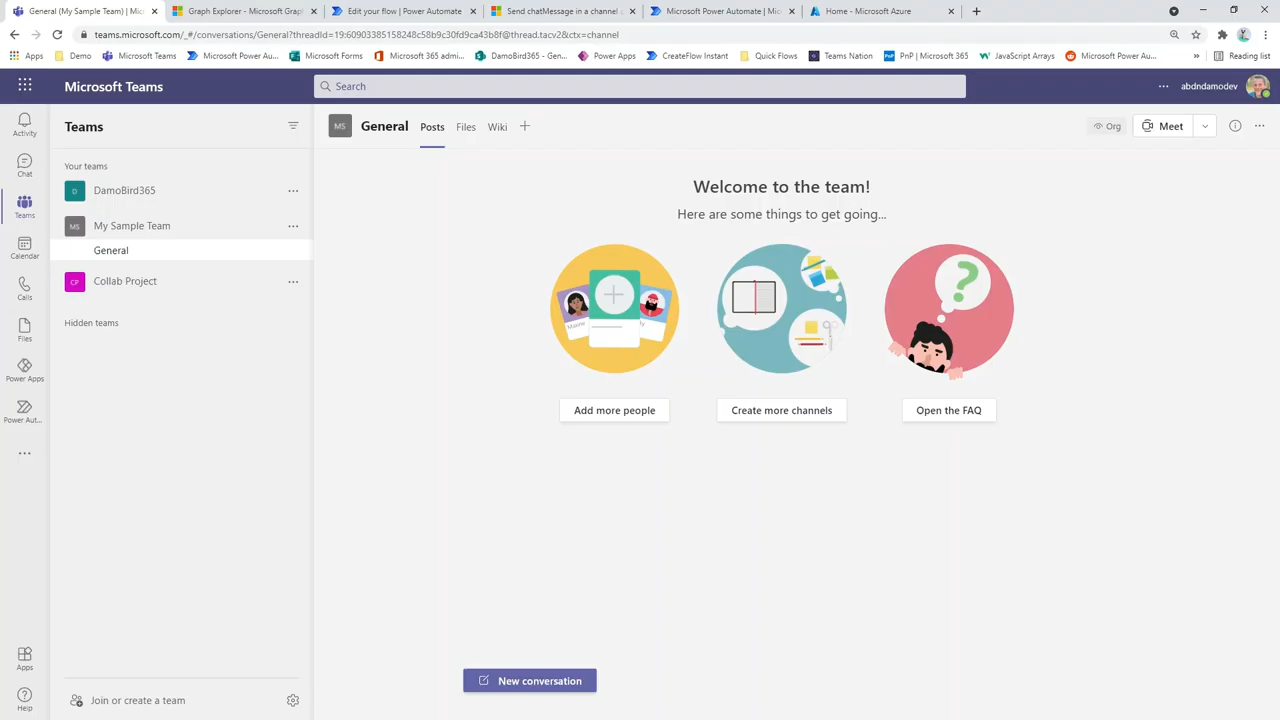 General (My Sample Team) | Micr
Graph Explorer - Microsoft Grap
Edit your flow | Power Automate
Send chatMessage in a channel o
Microsoft Power Automate | Micr
Home - Microsoft Azure
teams.microsoft.com/_#/conversations/General?threadId=19:60903385158248c58b9c30fd9ca43b8f@thread.tacv2&ctx=channel
Apps
Demo
Microsoft Teams
Microsoft Power Au...
Microsoft Forms
Microsoft 365 admi...
DamoBird365 - Gen...
Power Apps
CreateFlow Instant
Quick Flows
Teams Nation
PnP | Microsoft 365
JavaScript Arrays
Microsoft Power Au...
»
Reading list
Microsoft Teams
Search
abdndamodev
Activity
Chat
Teams
Calendar
Calls
Files
Power Apps
Power Aut...
Apps
Help
Teams
Your teams
D
DamoBird365
MS
My Sample Team
General
CP
Collab Project
Hidden teams
Join or create a team
MS
General
Posts
Files
Wiki
Org
Meet
Welcome to the team!
Here are some things to get going...
Maxine
Add more people
Create more channels
Open the FAQ
New conversation